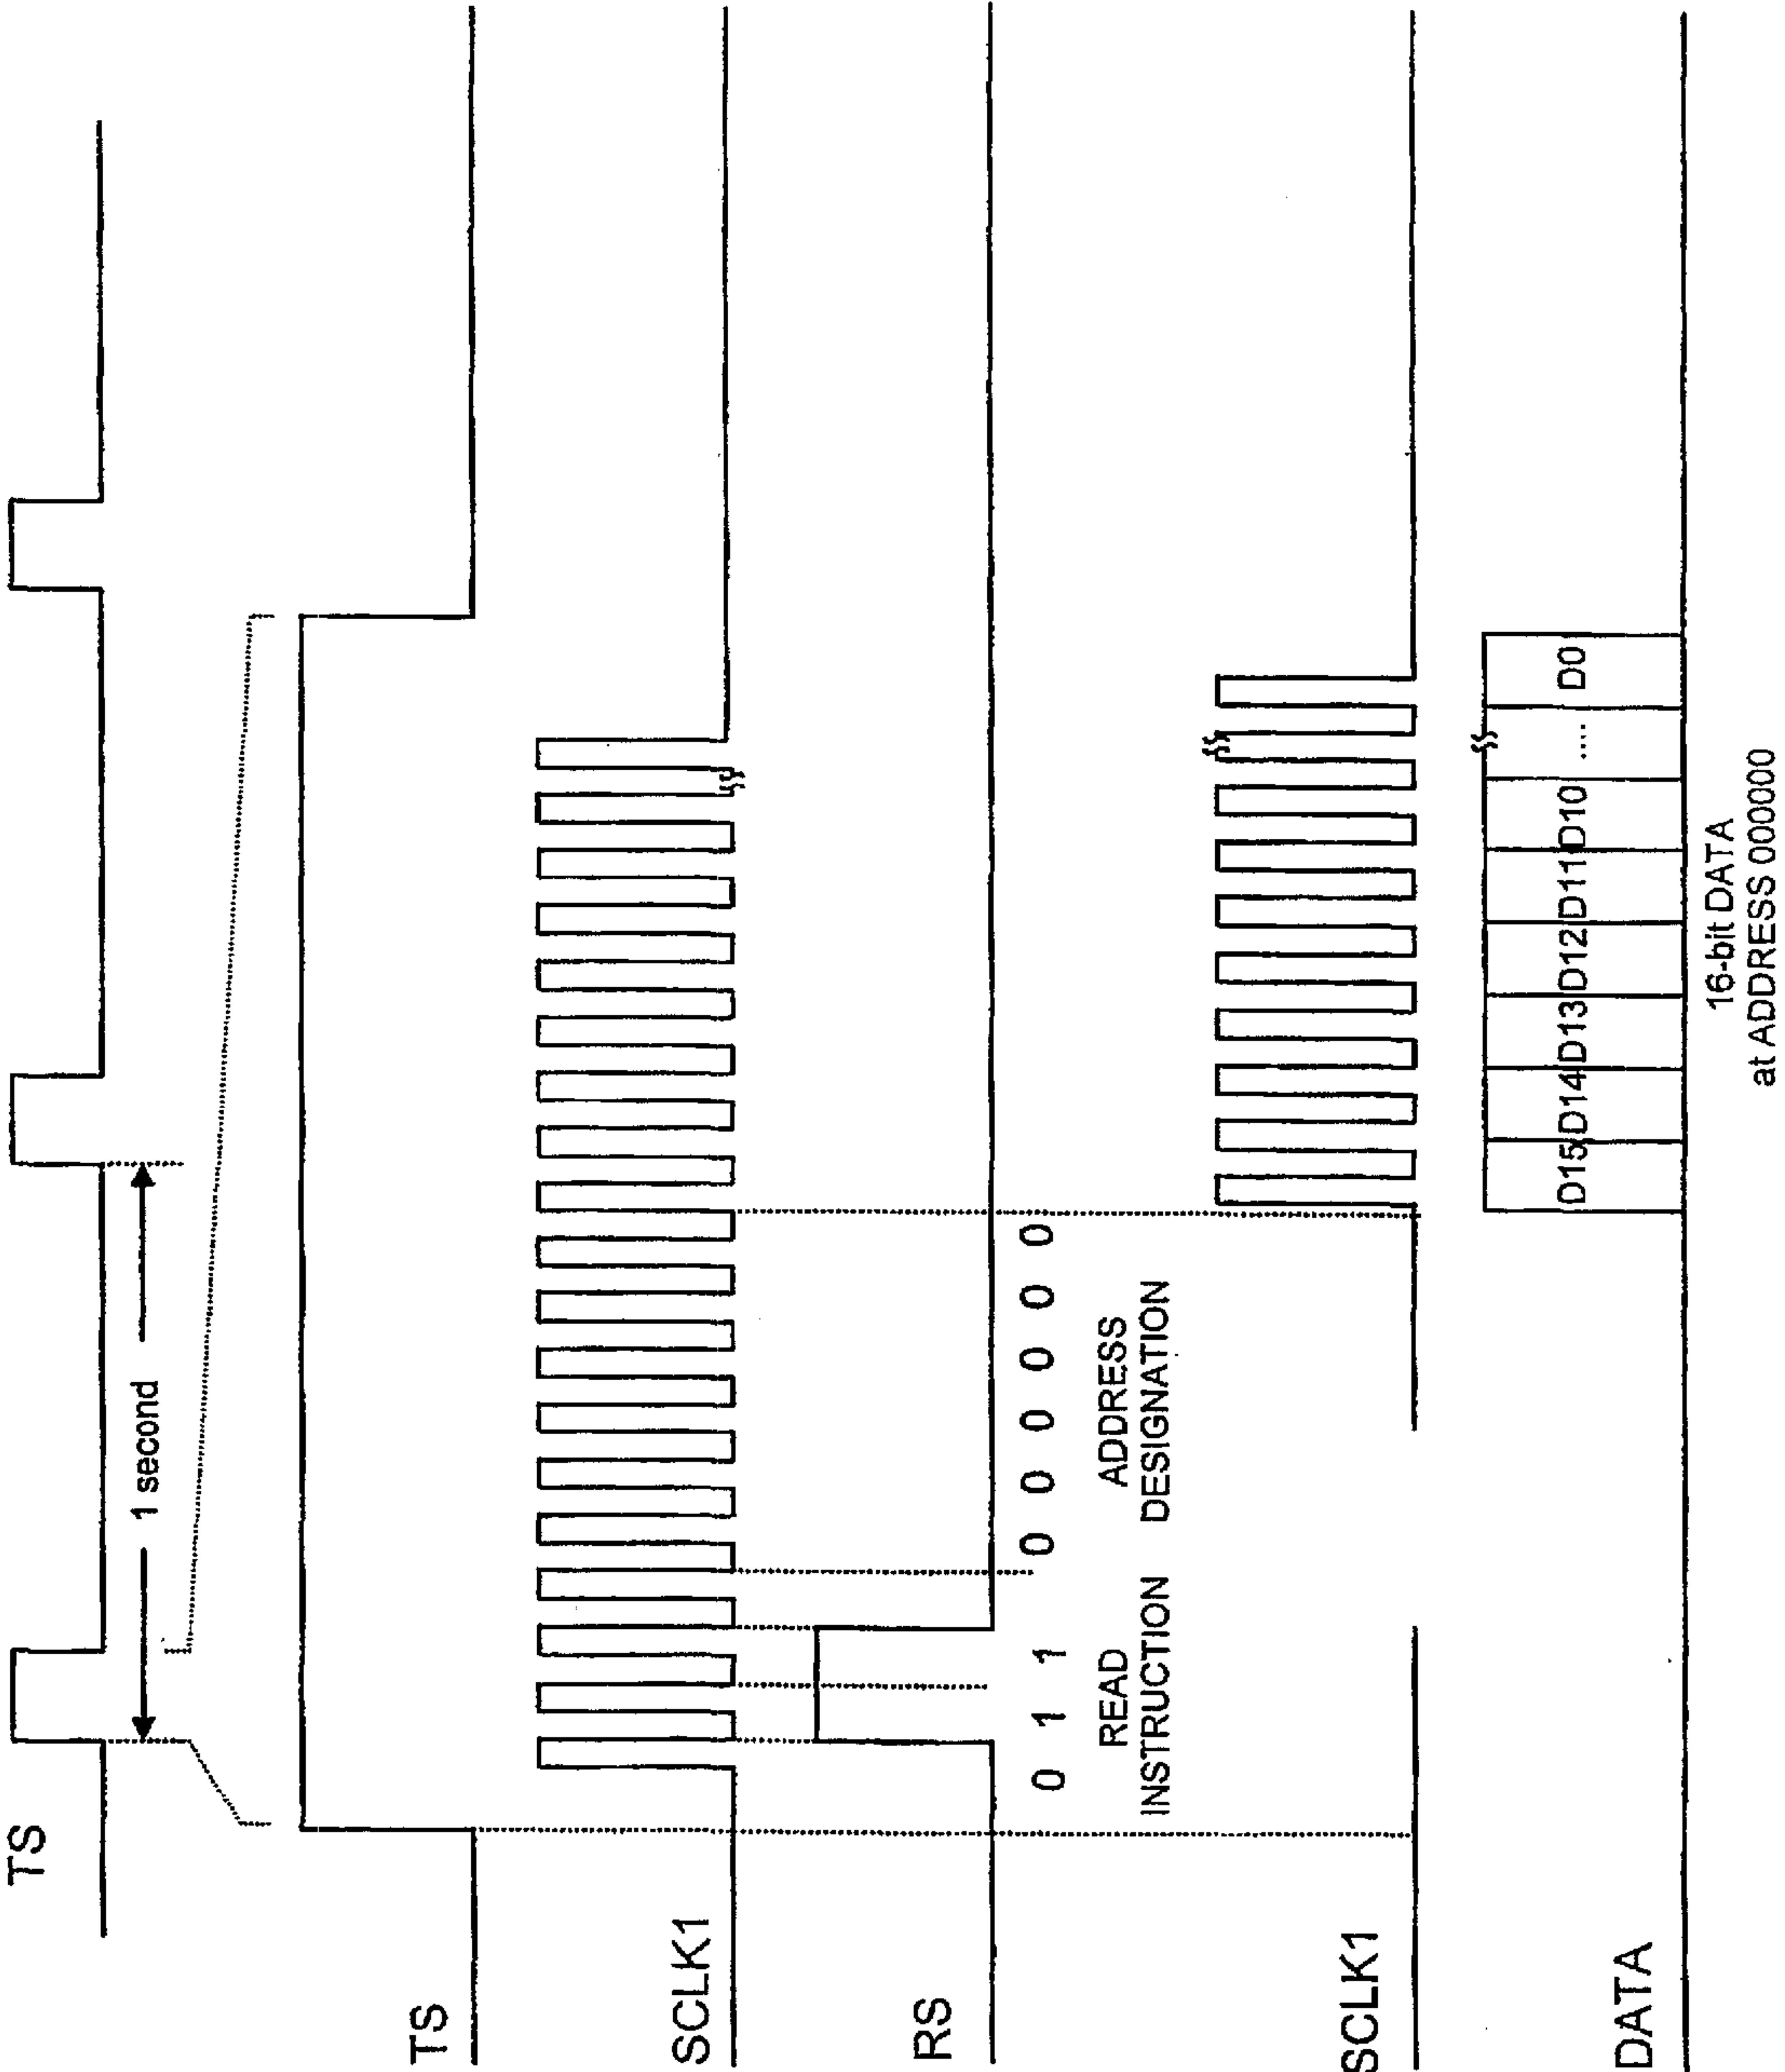 TS
1 second
TS
SCLK1
RS
0 1 1 0 0 0 0 0 0
READ
INSTRUCTION
ADDRESS
DESIGNATION
SCLK1
DATA
D15 D14 D13 D12 D11 D10 .... D0
16-bit DATA
at ADDRESS 000000